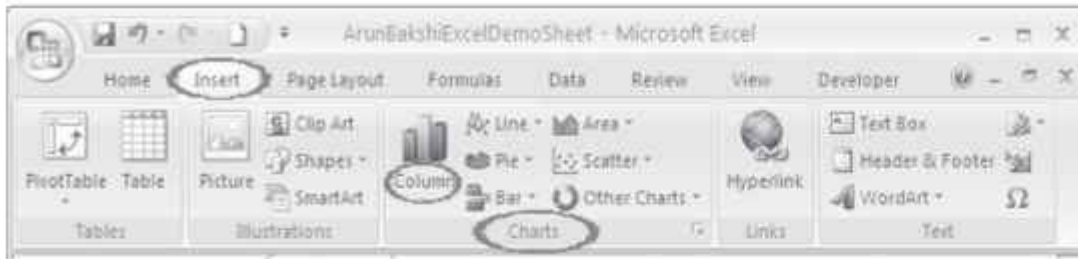 ArunBakshiExcelDemoSheet - Microsoft Excel
Home Insert Page Layout Formulas Data Review View Developer
PivotTable Table Picture Clip Art Shapes SmartArt Column Line Pie Bar Area Scatter Other Charts Hyperlink Text Box Header & Footer WordArt Ω
Tables Illustrations Charts Links Text